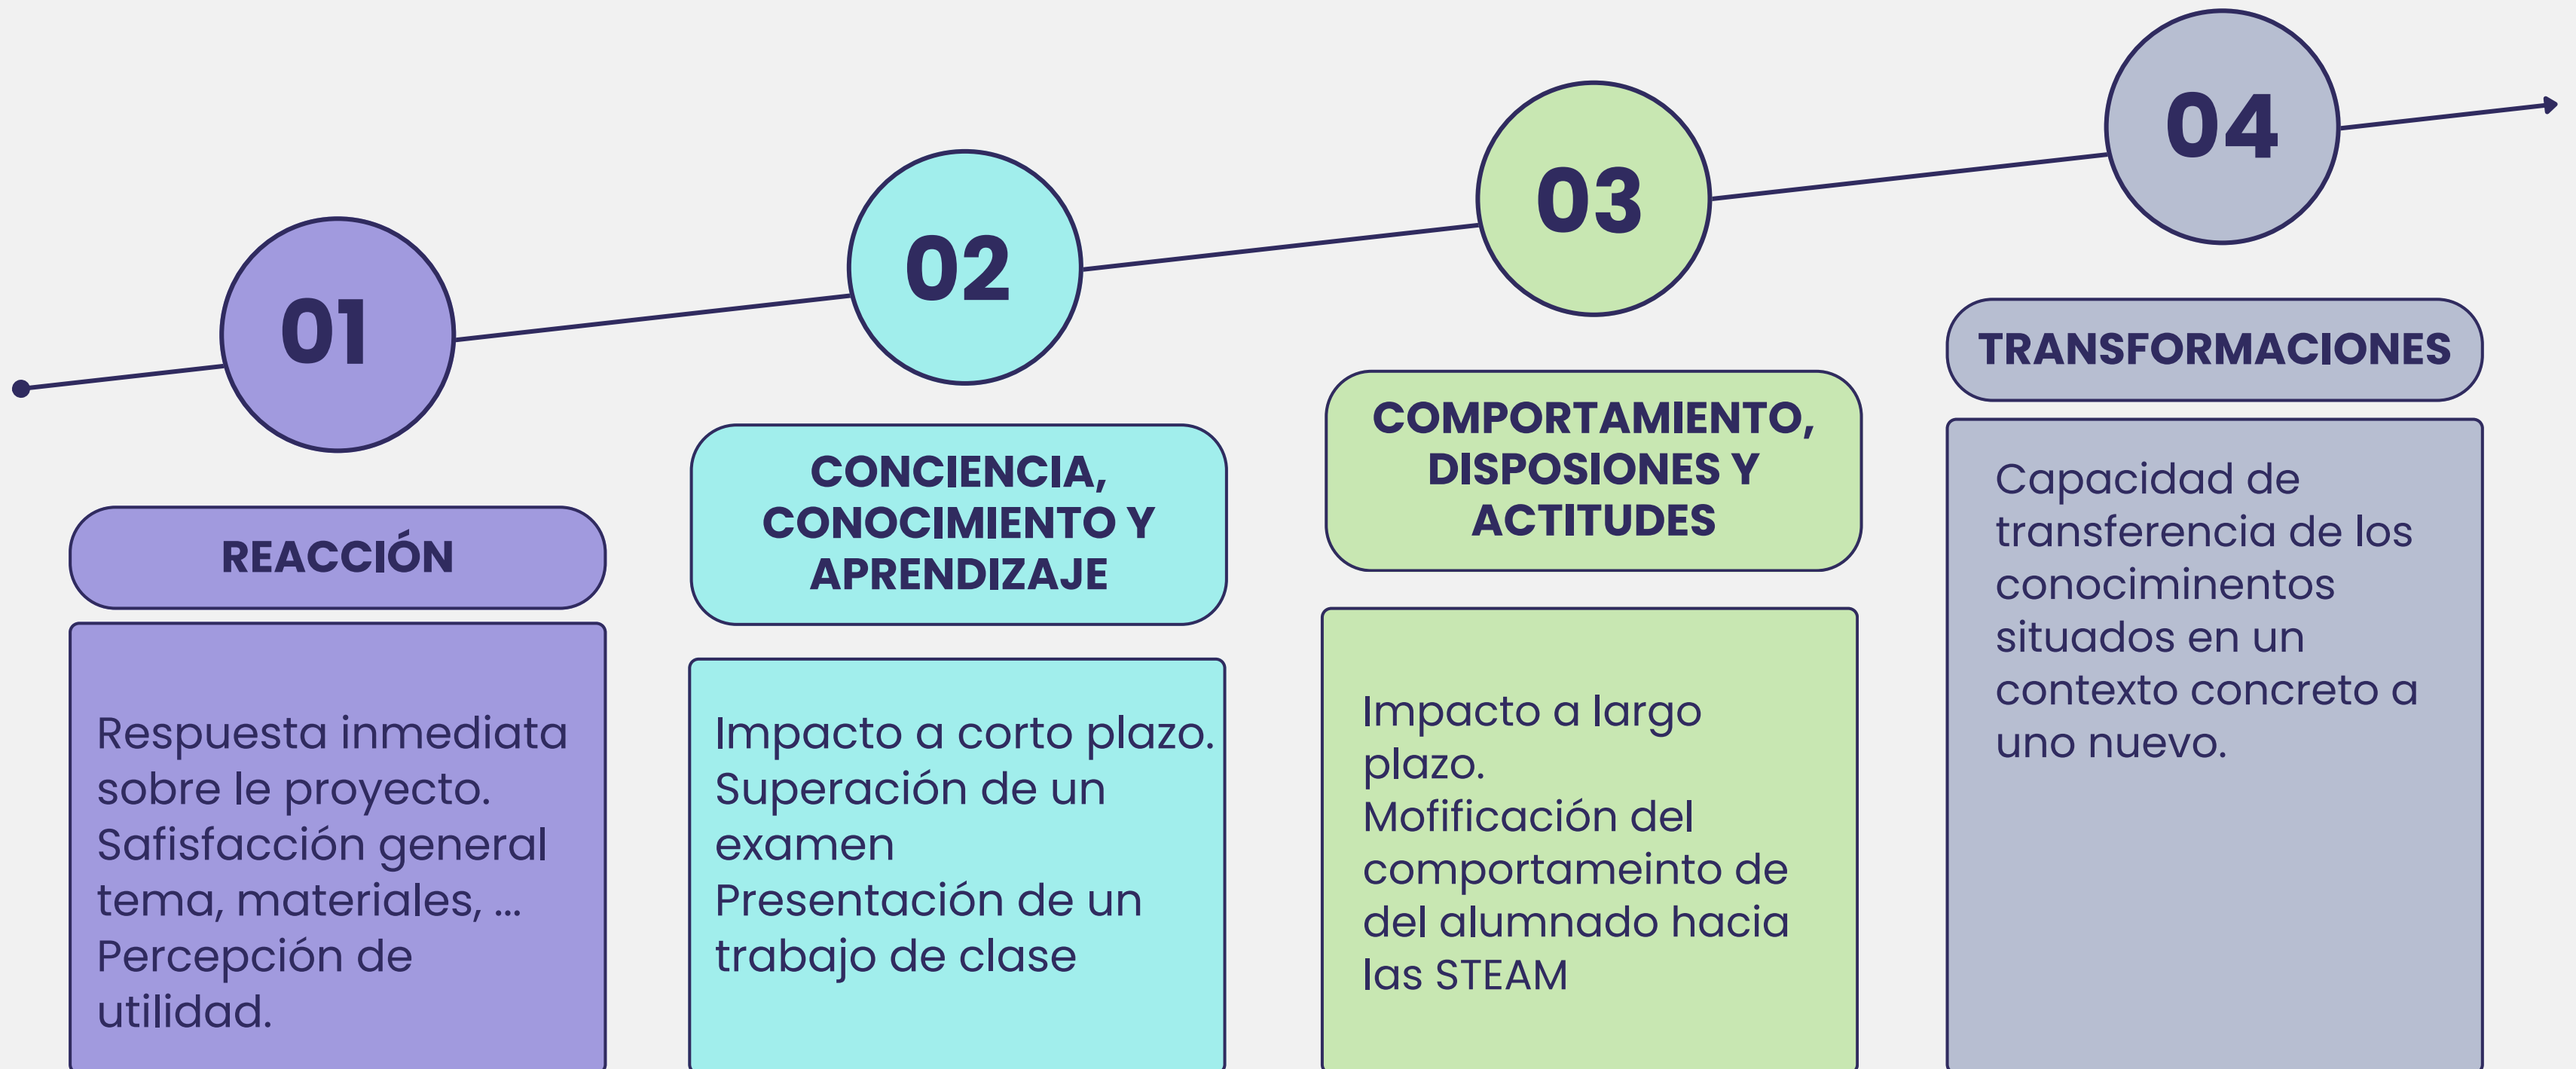 01
REACCIÓN
Respuesta inmediata
sobre le proyecto.
Safisfacción general
tema, materiales, ...
Percepción de
utilidad.
02
CONCIENCIA,
CONOCIMIENTO Y
APRENDIZAJE
Impacto a corto plazo.
Superación de un
examen
Presentación de un
trabajo de clase
03
COMPORTAMIENTO,
DISPOSIONES Y
ACTITUDES
Impacto a largo
plazo.
Mofificación del
comportameinto de
del alumnado hacia
las STEAM
04
TRANSFORMACIONES
Capacidad de
transferencia de los
conociminentos
situados en un
contexto concreto a
uno nuevo.